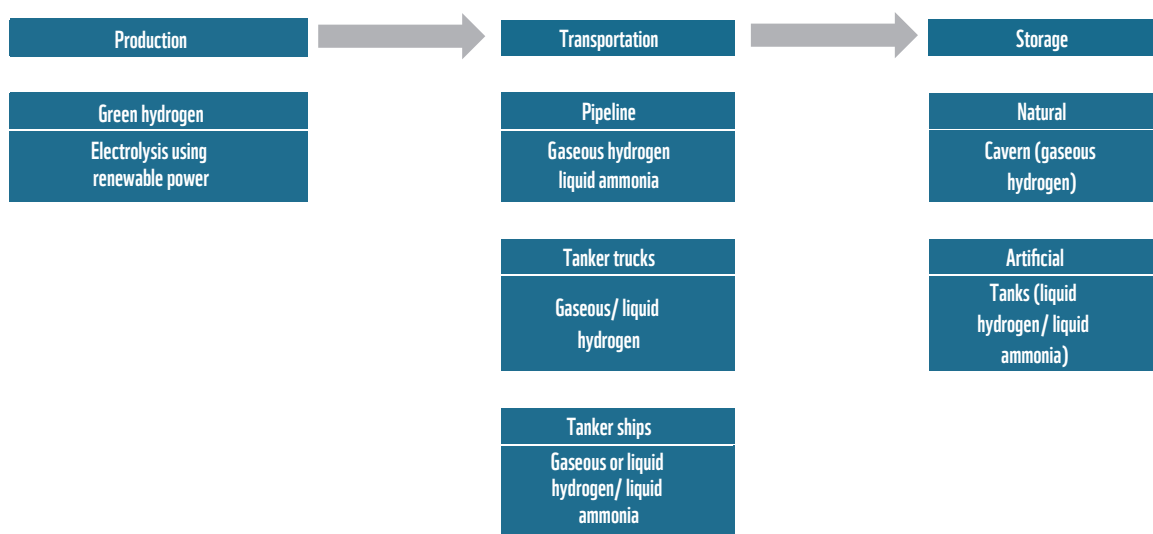 Production
Transportation
Storage
Green hydrogen
Electrolysis using
renewable power
Pipeline
Gaseous hydrogen
liquid ammonia
Tanker trucks
Gaseous/ liquid
hydrogen
Tanker ships
Gaseous or liquid
hydrogen/ liquid
ammonia
Natural
Cavern (gaseous
hydrogen)
Artificial
Tanks (liquid
hydrogen/ liquid
ammonia)